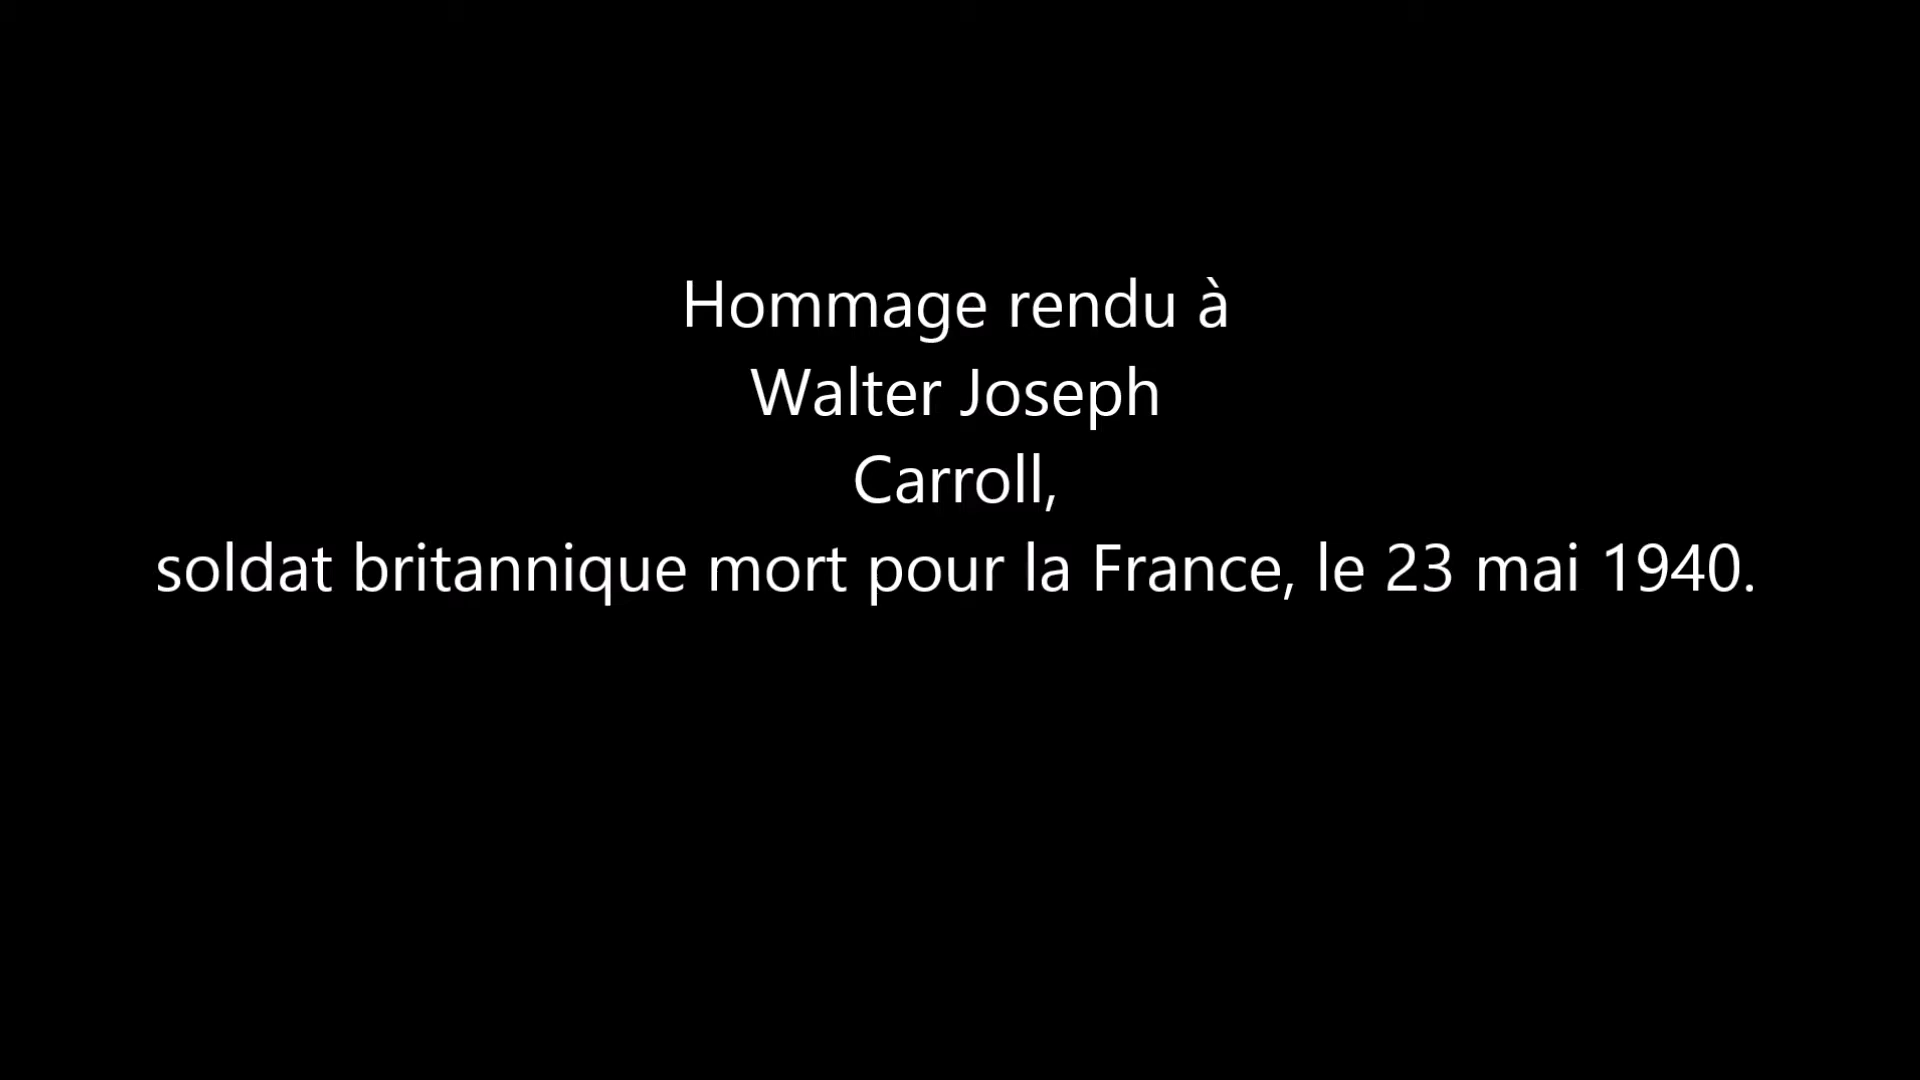 Hommage rendu à
Walter Joseph
Carroll,
soldat britannique mort pour la France, le 23 mai 1940.